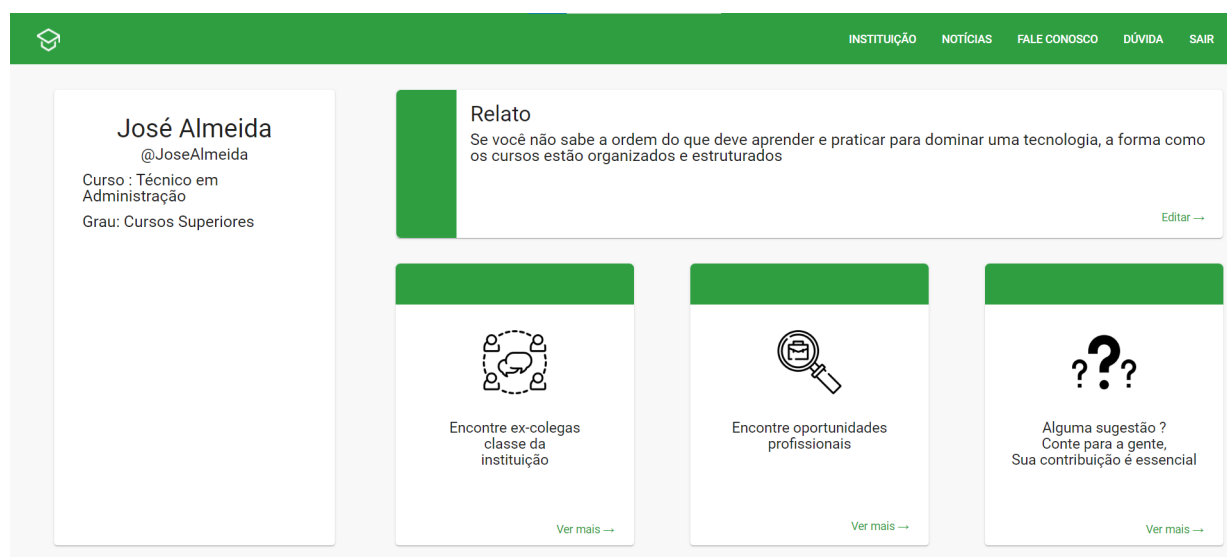 INSTITUIÇÃO NOTÍCIAS FALE CONOSCO DÚVIDA SAIR
José Almeida
@JoseAlmeida
Curso : Técnico em
Administração
Grau: Cursos Superiores
Relato
Se você não sabe a ordem do que deve aprender e praticar para dominar uma tecnologia, a forma como
os cursos estão organizados e estruturados
Editar →
Encontre ex-colegas
classe da
instituição
Ver mais →
Encontre oportunidades
profissionais
Ver mais →
???
Alguma sugestão ?
Conte para a gente,
Sua contribuição é essencial
Ver mais →